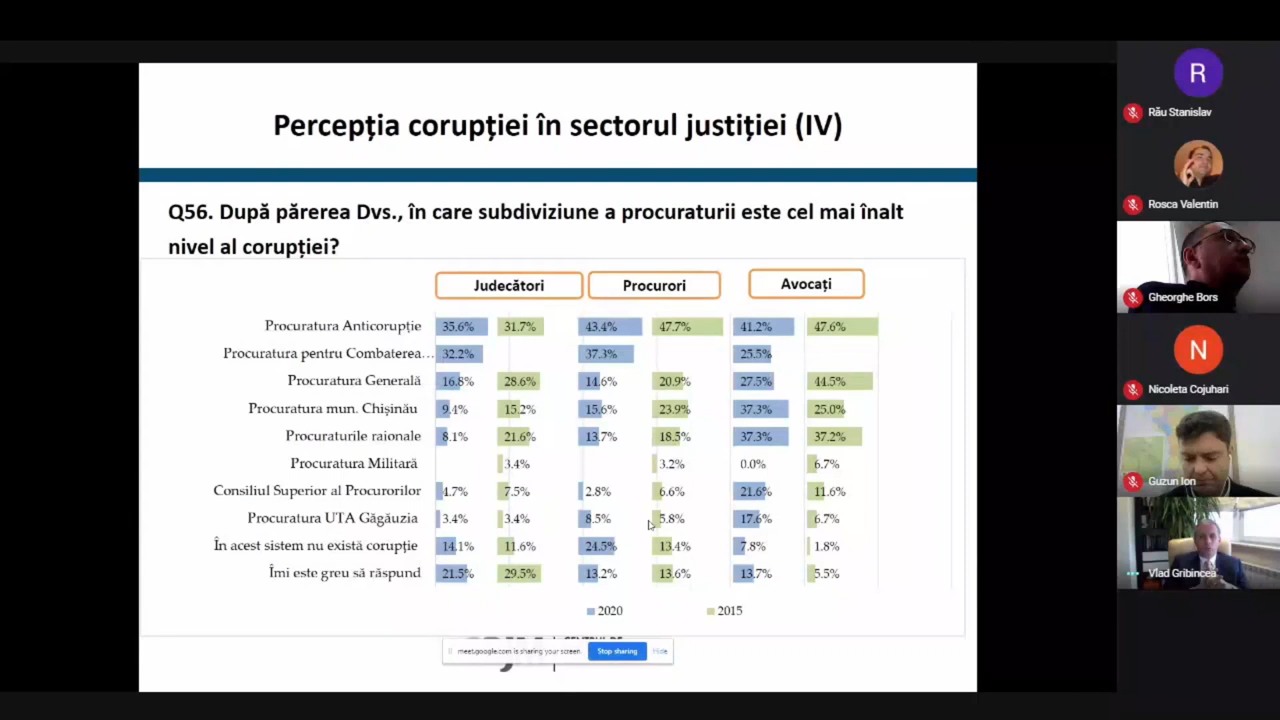 Percepția corupției în sectorul justiției (IV)
Q56. După părerea Dvs., în care subdiviziune a procuraturii este cel mai înalt
nivel al corupției?
Judecători Procurori Avocați
Procuratura Anticorupție 35.6% 31.7% 43.4% 47.7% 41.2% 47.6%
Procuratura pentru Combaterea… 32.2% 37.3% 25.5%
Procuratura Generală 16.8% 28.6% 14.6% 20.9% 27.5% 44.5%
Procuratura mun. Chișinău 9.4% 15.2% 15.6% 23.9% 37.3% 25.0%
Procuraturile raionale 8.1% 21.6% 13.7% 18.5% 37.3% 37.2%
Procuratura Militară 3.4% 3.2% 0.0% 6.7%
Consiliul Superior al Procurorilor 4.7% 7.5% 2.8% 6.6% 21.6% 11.6%
Procuratura UTA Găgăuzia 3.4% 3.4% 8.5% 5.8% 17.6% 6.7%
În acest sistem nu există corupție 14.1% 11.6% 24.5% 13.4% 7.8% 1.8%
Îmi este greu să răspund 21.5% 29.5% 13.2% 13.6% 13.7% 5.5%
2020 2015
meet.google.com is sharing your screen. Stop sharing Hide
R
Rău Stanislav
Rosca Valentin
Gheorghe Bors
N
Nicoleta Cojuhari
Guzun Ion
Vlad Gribincea